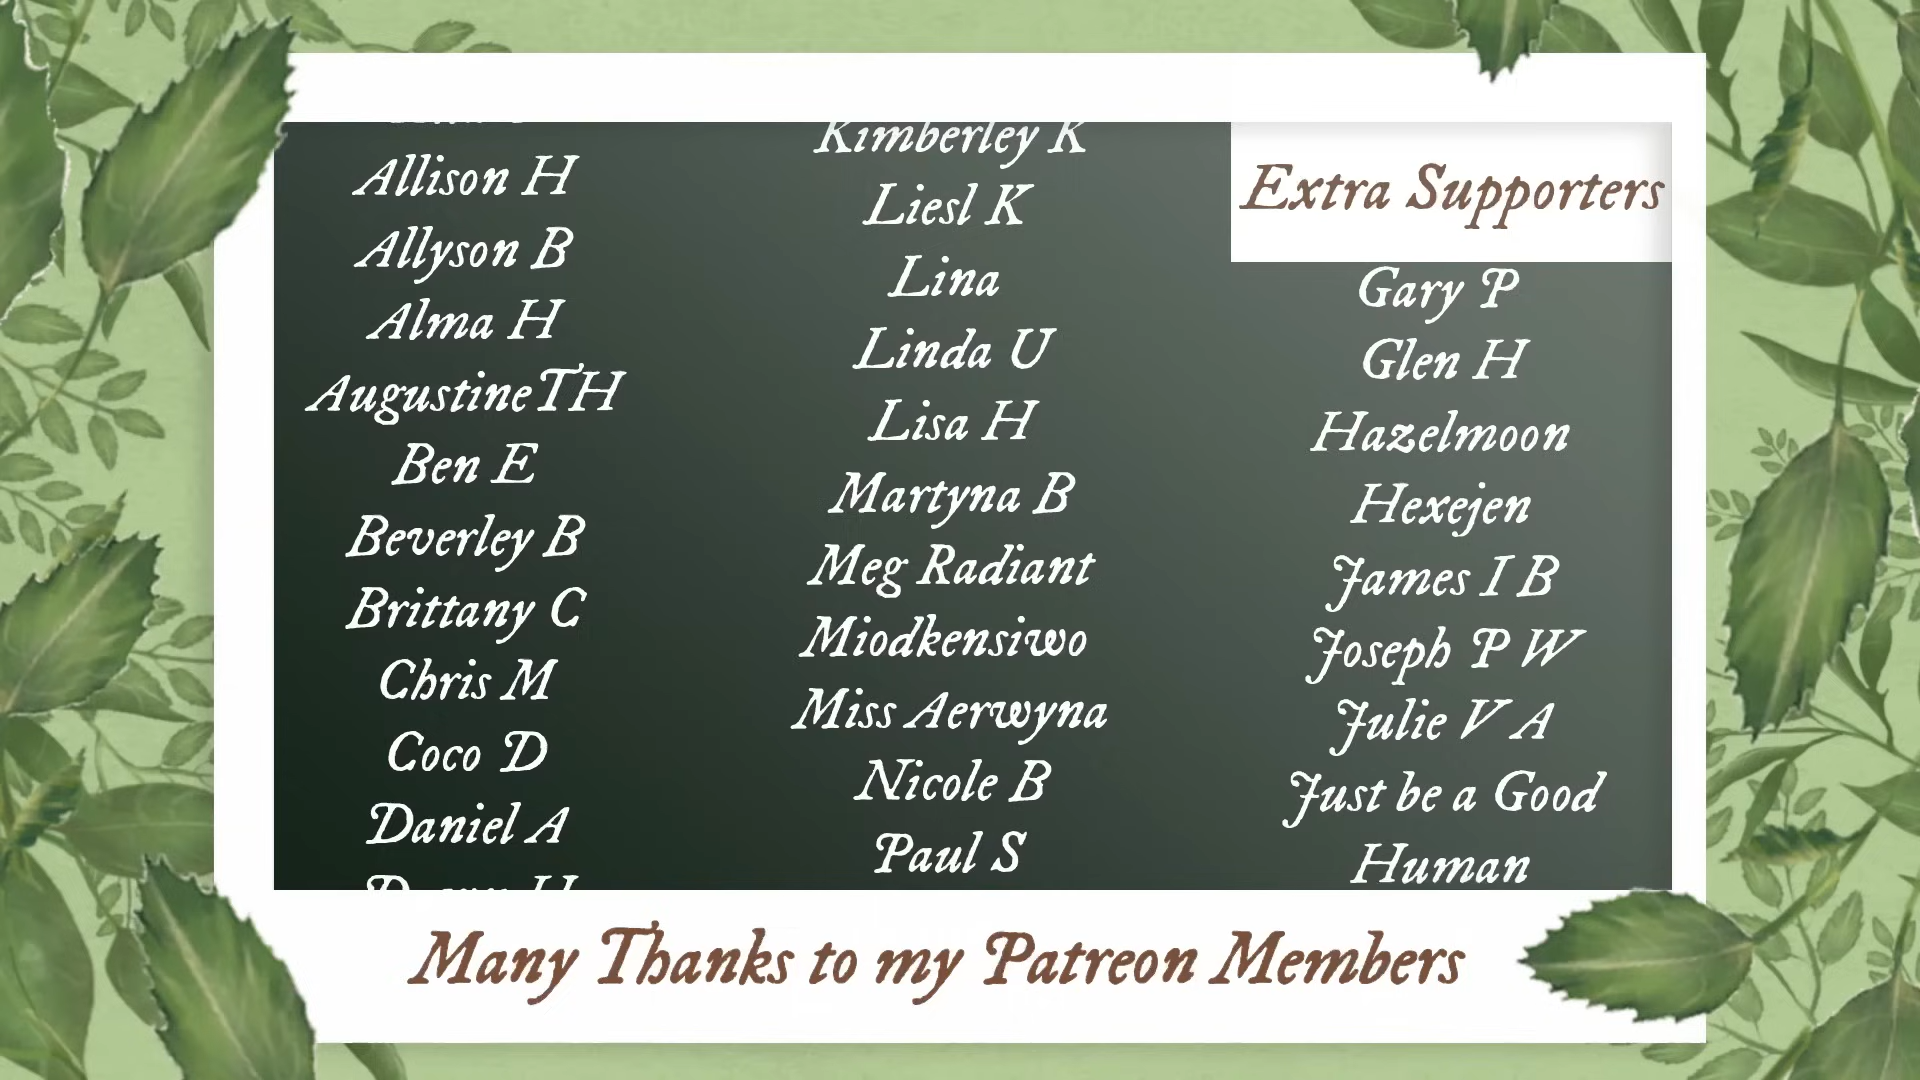 Allison H
Allyson B
Alma H
AugustineTH
Ben E
Beverley B
Brittany C
Chris M
Coco D
Daniel A
Kimberley K
Liesl K
Lina
Linda U
Lisa H
Martyna B
Meg Radiant
Miodkensiwo
Miss Aerwyna
Nicole B
Paul S
Extra Supporters
Gary P
Glen H
Hazelmoon
Hexejen
James I B
Joseph P W
Julie V A
Just be a Good
Human
Many Thanks to my Patreon Members